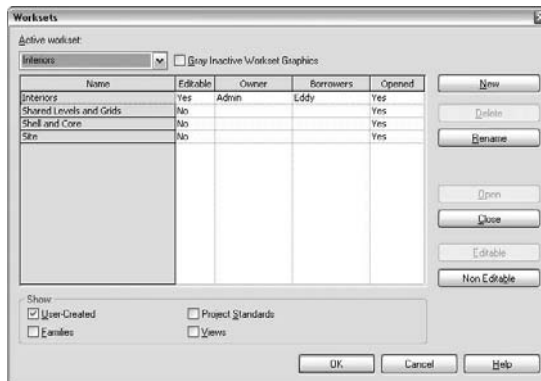 Worksets
Active workset:
Interiors
Gray Inactive Workset Graphics
Name Editable Owner Borrowers Opened
Interiors Yes Admin Eddy Yes
Shared Levels and Grids No Yes
Shell and Core No Yes
Site No Yes
New
Delete
Rename
Open
Close
Editable
Non Editable
Show
User-Created Project Standards
Families Views
OK Cancel Help